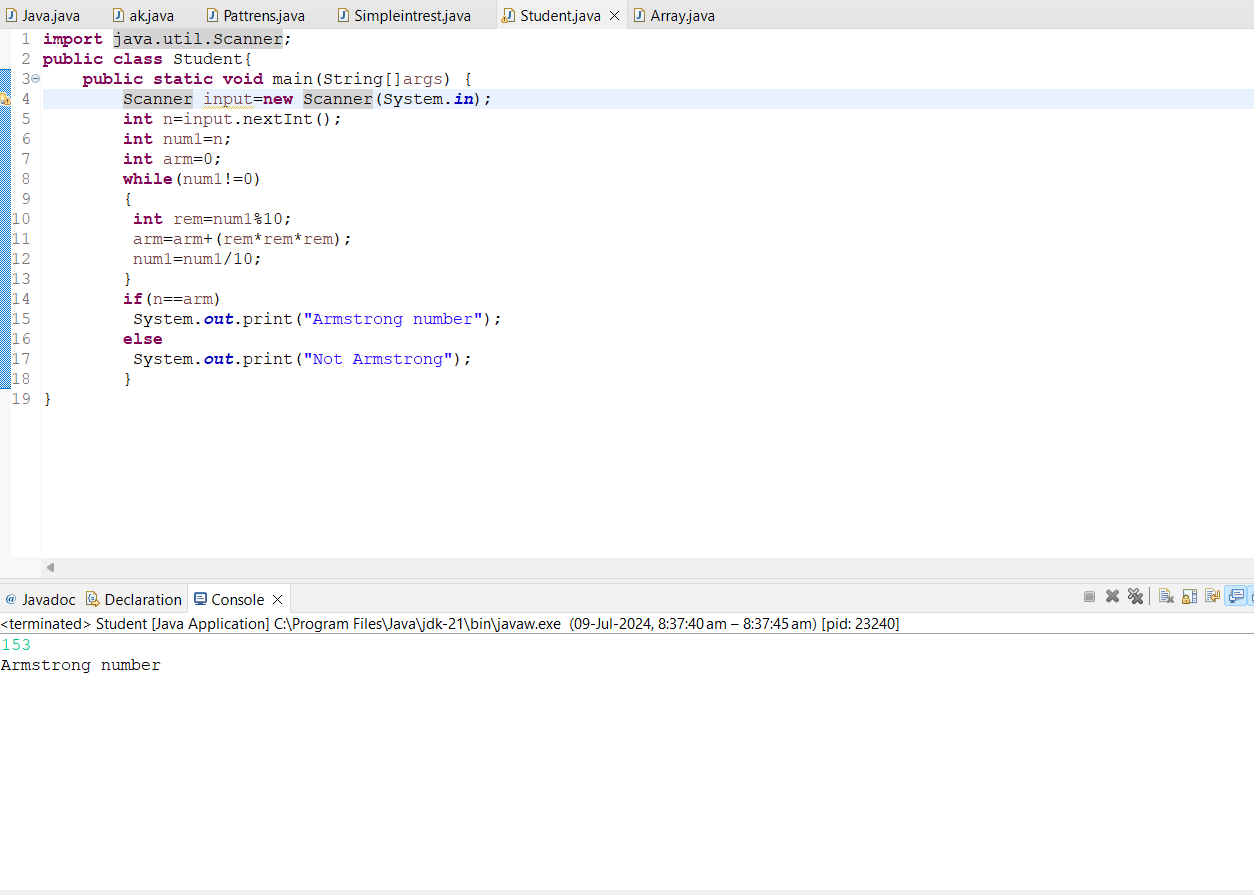 Java.java ak.java Pattrens.java Simpleintrest.java Student.java Array.java
1 import java.util.Scanner;
2 public class Student{
3 public static void main(String[]args) {
4 Scanner input=new Scanner(System.in);
5 int n=input.nextInt();
6 int num1=n;
7 int arm=0;
8 while(num1!=0)
9 {
10 int rem=num1%10;
11 arm=arm+(rem*rem*rem);
12 num1=num1/10;
13 }
14 if(n==arm)
15 System.out.print("Armstrong number");
16 else
17 System.out.print("Not Armstrong");
18 }
19 }
@ Javadoc Declaration Console
<terminated> Student [Java Application] C:\Program Files\Java\jdk-21\bin\javaw.exe (09-Jul-2024, 8:37:40 am – 8:37:45 am) [pid: 23240]
153
Armstrong number